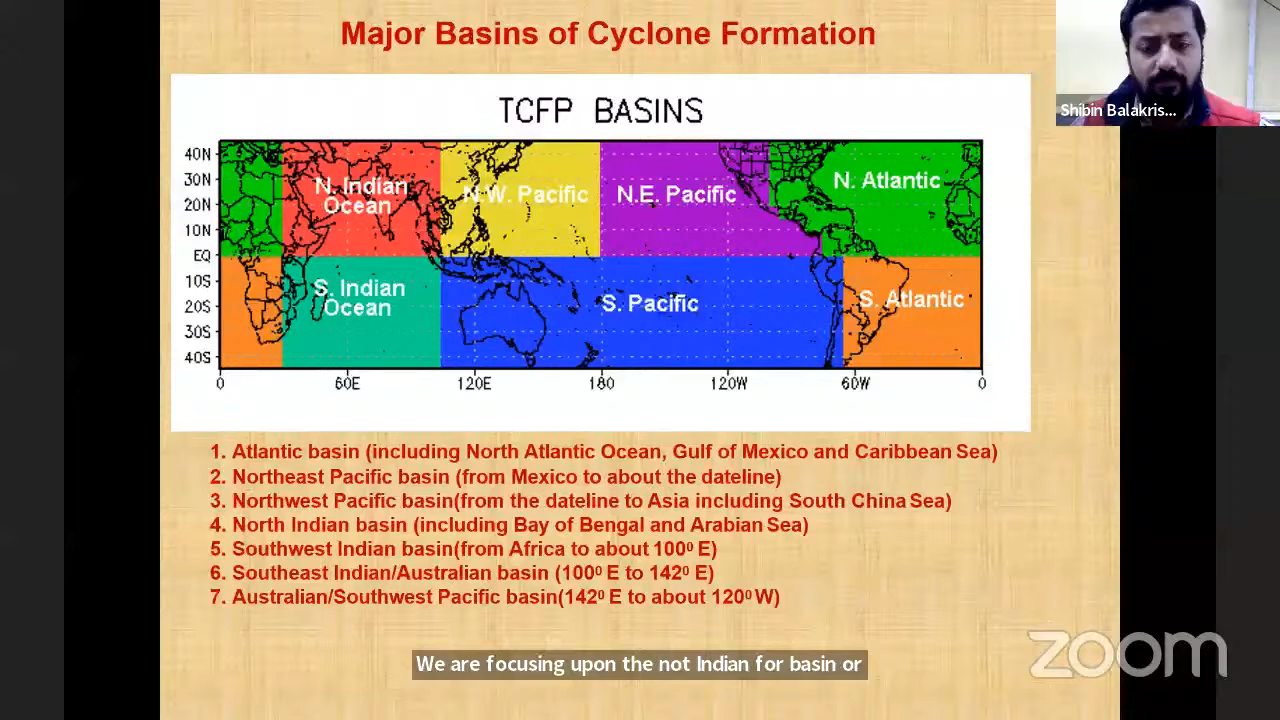 Major Basins of Cyclone Formation
Shibin Balakris...
TCFP BASINS
40N
30N
20N
10N
EQ
10S
20S
30S
40S
N. Indian
Ocean
N.W. Pacific
N.E. Pacific
N. Atlantic
S. Indian
Ocean
S. Pacific
S. Atlantic
0 60E 120E 180 120W 60W 0
1. Atlantic basin (including North Atlantic Ocean, Gulf of Mexico and Caribbean Sea)
2. Northeast Pacific basin (from Mexico to about the dateline)
3. Northwest Pacific basin(from the dateline to Asia including South China Sea)
4. North Indian basin (including Bay of Bengal and Arabian Sea)
5. Southwest Indian basin(from Africa to about 100⁰ E)
6. Southeast Indian/Australian basin (100⁰ E to 142⁰ E)
7. Australian/Southwest Pacific basin(142⁰ E to about 120⁰ W)
We are focusing upon the not Indian for basin or
zoom